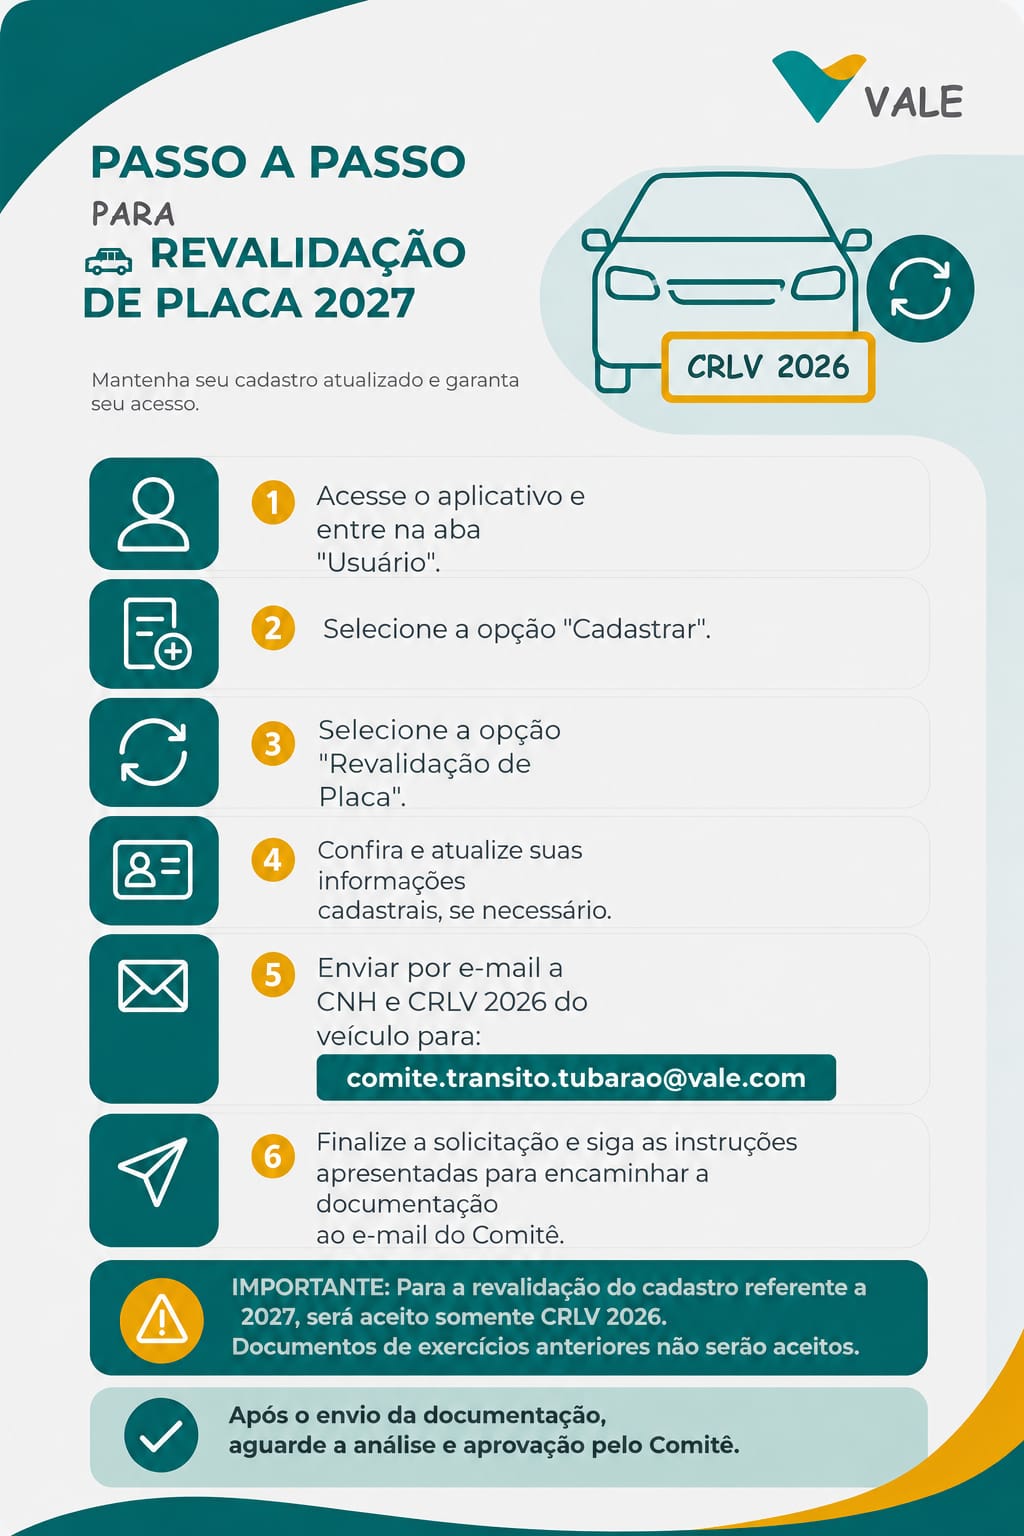 VALE
PASSO A PASSO
PARA
REVALIDAÇÃO
DE PLACA 2027
CRLV 2026
Mantenha seu cadastro atualizado e garanta
seu acesso.
1
Acesse o aplicativo e
entre na aba
"Usuário".
2
Selecione a opção "Cadastrar".
3
Selecione a opção
"Revalidação de
Placa".
4
Confira e atualize suas
informações
cadastrais, se necessário.
5
Enviar por e-mail a
CNH e CRLV 2026 do
veículo para:
comite.transito.tubarao@vale.com
6
Finalize a solicitação e siga as instruções
apresentadas para encaminhar a
documentação
ao e-mail do Comitê.
IMPORTANTE: Para a revalidação do cadastro referente a
2027, será aceito somente CRLV 2026.
Documentos de exercícios anteriores não serão aceitos.
Após o envio da documentação,
aguarde a análise e aprovação pelo Comitê.